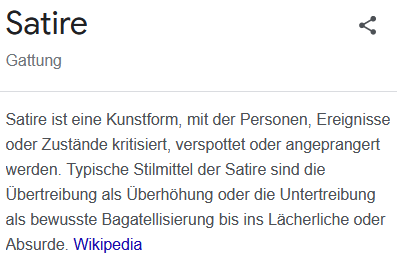 Satire
Gattung
Satire ist eine Kunstform, mit der Personen, Ereignisse
oder Zustände kritisiert, verspottet oder angeprangert
werden. Typische Stilmittel der Satire sind die
Übertreibung als Überhöhung oder die Untertreibung
als bewusste Bagatellisierung bis ins Lächerliche oder
Absurde. Wikipedia